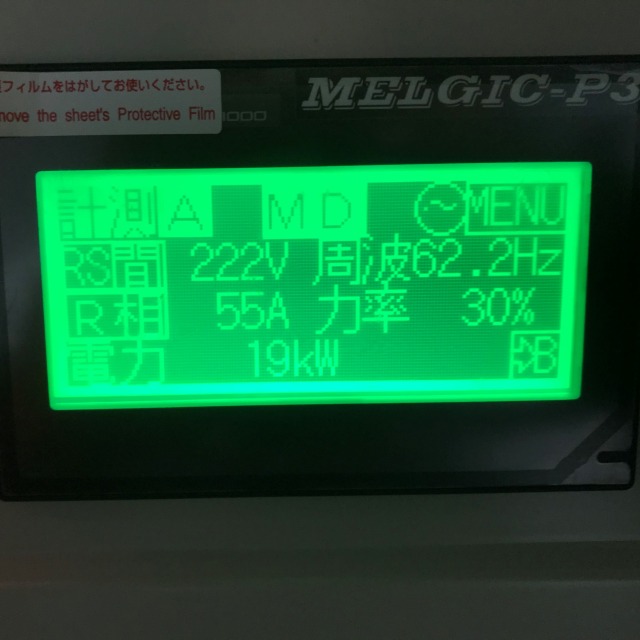 フィルムをはがしてお使いください。
move the sheet's Protective Film
MELGIC-P3
計測A MD MENU
RS間 222V 周波62.2Hz
R相 55A 力率 30%
電力 19kW
B